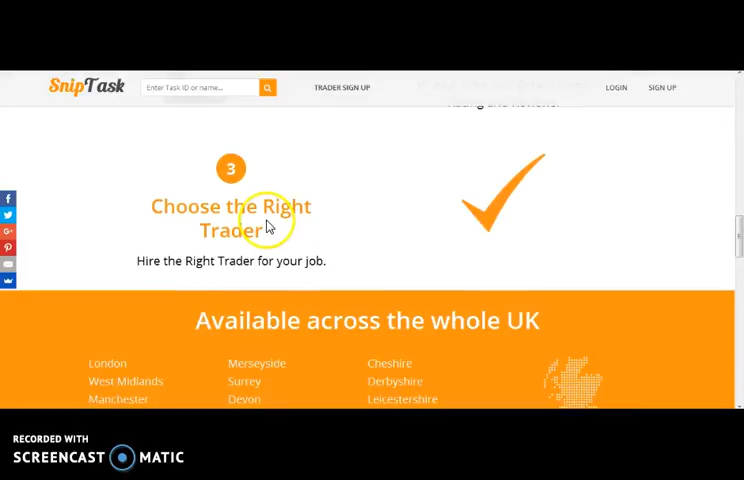 SnipTask
Enter Task ID or name...
TRADER SIGN UP
LOGIN
SIGN UP
3
Choose the Right
Trader
Hire the Right Trader for your job.
Available across the whole UK
London
Merseyside
Cheshire
West Midlands
Surrey
Derbyshire
Manchester
Devon
Leicestershire
RECORDED WITH
SCREENCAST MATIC